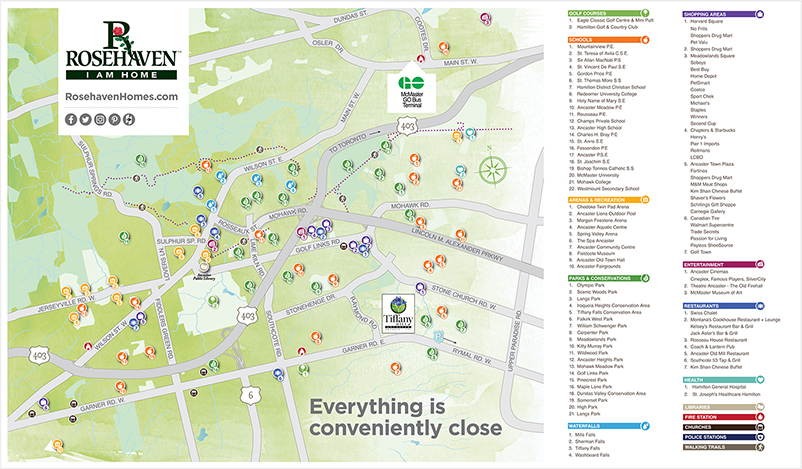 ROSEHAVEN™
I AM HOME
RosehavenHomes.com
DUNDAS ST.
COOTES DR.
OSLER DR.
MAIN ST. W.
MAIN ST. W.
McMaster
GO Bus
Terminal
403
TO TORONTO
WILSON ST. E.
SULPHUR SPRINGS RD.
ROUSSEAUX ST.
MOHAWK RD.
MOHAWK RD.
LINCOLN M. ALEXANDER PRKWY
SULPHUR SP. RD.
LOVERS LN.
GOLF LINKS RD.
Ancaster
Public Library
JERSEYVILLE RD. W.
STONE CHURCH RD. W.
STONEHENGE DR.
RAYMOND RD.
Tiffany
HILL
WILSON ST. W.
FIDDLERS GREEN RD.
SOUTHCOTE RD.
GARNER RD. E.
RYMAL RD. W.
UPPER PARADISE RD.
403
403
GARNER RD. W.
6
Everything is
conveniently close
GOLF COURSES
1. Eagle Classic Golf Centre & Mini Putt
2. Hamilton Golf & Country Club
SCHOOLS
1. Mountainview P.E.
2. St. Teresa of Avila C.S.E.
3. Sir Allan MacNab P.S
4. St. Vincent De Paul S.E
5. Gordon Price P.E.
6. St. Thomas More S.S
7. Hamilton District Christian School
8. Redeemer University College
9. Holy Name of Mary S.E
10. Ancaster Meadow P.E.
11. Rousseau P.E.
12. Champs Private School
13. Ancaster High School
14. Charles H. Bray P.E.
15. St. Anns S.E
16. Fessenden P.E.
17. Ancaster P.S.E
18. St. Joachim S.E
19. Bishop Tonnos Catholic S.S
20. McMaster University
21. Mohawk College
22. Westmount Secondary School
ARENAS & RECREATION
1. Chedoke Twin Pad Arena
2. Ancaster Lions Outdoor Pool
3. Morgan Firestone Arena
4. Ancaster Aquatic Centre
5. Spring Valley Arena
6. The Spa Ancaster
7. Ancaster Community Centre
8. Fieldcote Museum
9. Ancaster Old Town Hall
10. Ancaster Fairgrounds
PARKS & CONSERVATIONS
1. Olympic Park
2. Scenic Woods Park
3. Langs Park
4. Iroquoia Heights Conservation Area
5. Tiffany Falls Conservation Area
6. Falkirk West Park
7. William Schwenger Park
8. Carpenter Park
9. Meadowlands Park
10. Kitty Murray Park
11. Wildwood Park
12. Ancaster Heights Park
13. Mohawk Meadow Park
14. Golf Links Park
15. Pinecrest Park
16. Maple Lane Park
18. Dundas Valley Conservation Area
19. Somerset Park
20. High Park
21. Langs Park
WATERFALLS
1. Mills Falls
2. Sherman Falls
3. Tiffany Falls
4. Washboard Falls
SHOPPING AREAS
1. Harvard Square
No Frills
Shoppers Drug Mart
Pet Valu
2. Shoppers Drug Mart
3. Meadowlands Square
Sobeys
Best Buy
Home Depot
PetSmart
Costco
Sport Chek
Michael's
Staples
Winners
Second Cup
4. Chapters & Starbucks
Henry's
Pier 1 Imports
Reitmans
LCBO
5. Ancaster Town Plaza
Fortinos
Shoppers Drug Mart
M&M Meat Shops
Kim Shan Chinese Buffet
Shaver's Flowers
Schillings Gift Shoppe
Carnegie Gallery
6. Canadian Tire
Walmart Supercentre
Trade Secrets
Passion for Living
Payless ShoeSource
7. Golf Town
ENTERTAINMENT
1. Ancaster Cinemas
Cineplex, Famous Players, SilverCity
2. Theatre Ancaster - The Old Firehall
3. McMaster Museum of Art
RESTAURANTS
1. Swiss Chalet
2. Montana's Cookhouse Restaurant + Lounge
Kelsey's Restaurant Bar & Grill
Jack Astor's Bar & Grill
3. Rosseau House Restaurant
4. Coach & Lantern Pub
5. Ancaster Old Mill Restaurant
6. Southcote 53 Tap & Grill
7. Kim Shan Chinese Buffet
HEALTH
1. Hamilton General Hospital
2. St. Joseph's Healthcare Hamilton
LIBRARIES
FIRE STATION
CHURCHES
POLICE STATIONS
WALKING TRAILS